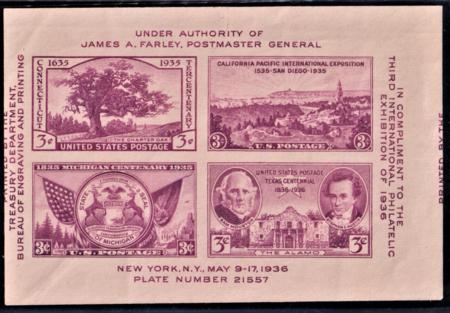 UNDER AUTHORITY OF
JAMES A. FARLEY, POSTMASTER GENERAL
TREASURY DEPARTMENT,
BUREAU OF ENGRAVING AND PRINTING
1635 1935
CONNECTICUT
TERCENTENARY
THE CHARTER OAK
3¢ 3¢
UNITED STATES POSTAGE
CALIFORNIA PACIFIC INTERNATIONAL EXPOSITION
1535·SAN DIEGO·1935
3¢ 3¢
U.S. POSTAGE
1835 MICHIGAN CENTENARY 1935
OF MICHIGAN
3¢ 3¢
U.S. POSTAGE
UNITED STATES POSTAGE
TEXAS CENTENNIAL
1836-1936
3¢ 3¢
THE ALAMO
IN COMPLIMENT TO THE
THIRD INTERNATIONAL PHILATELIC
EXHIBITION OF 1936
PRINTED BY THE
NEW YORK, N.Y., MAY 9-17, 1936
PLATE NUMBER 21557